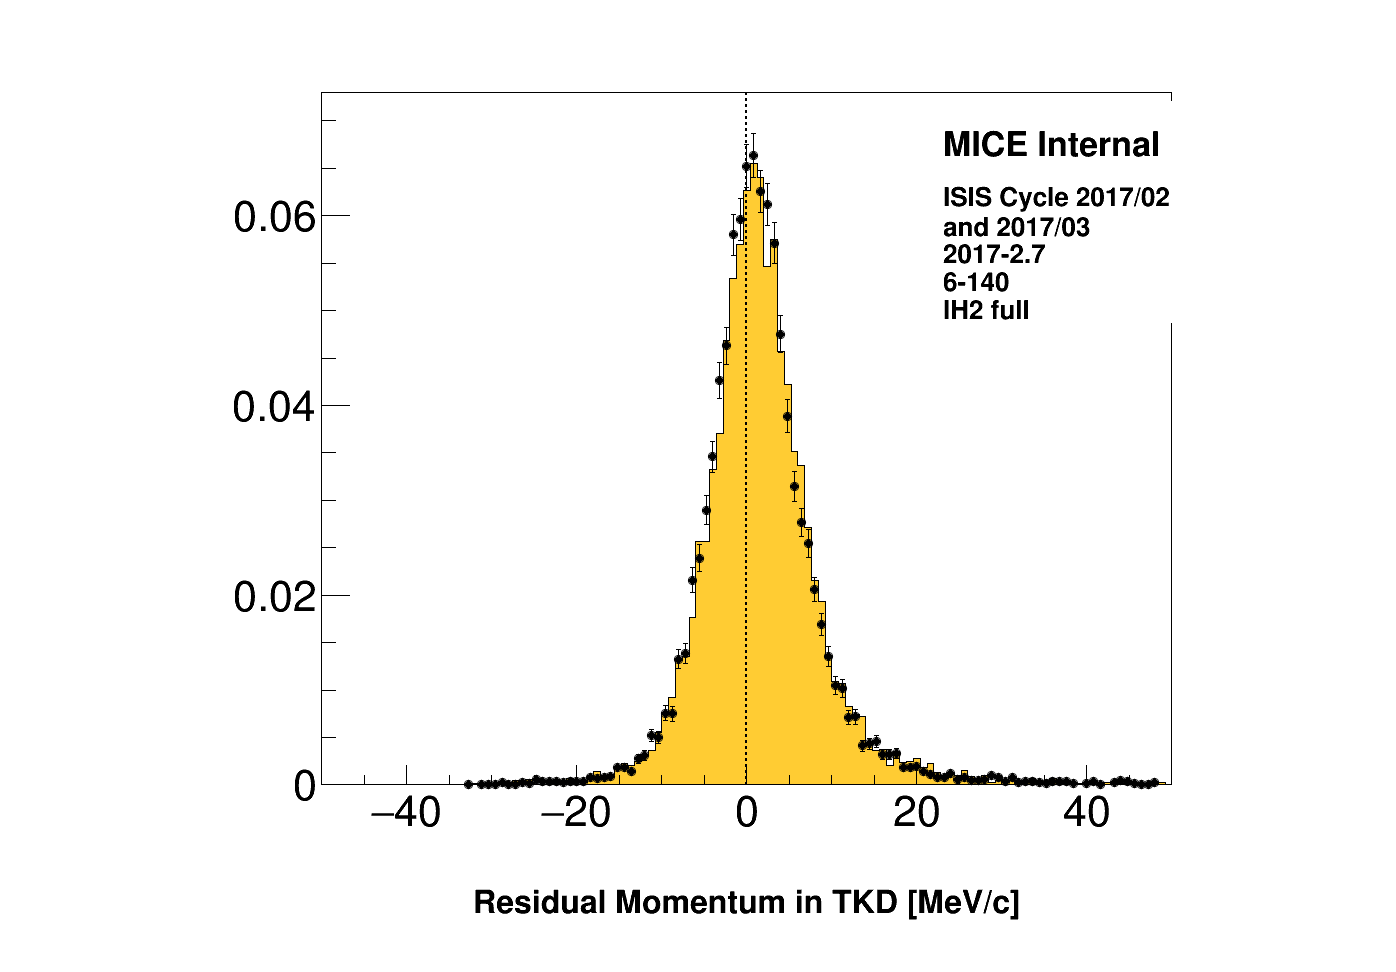 MICE Internal
ISIS Cycle 2017/02
and 2017/03
2017-2.7
6-140
lH2 full
0.06
0.04
0.02
0
−40 −20 0 20 40
Residual Momentum in TKD [MeV/c]